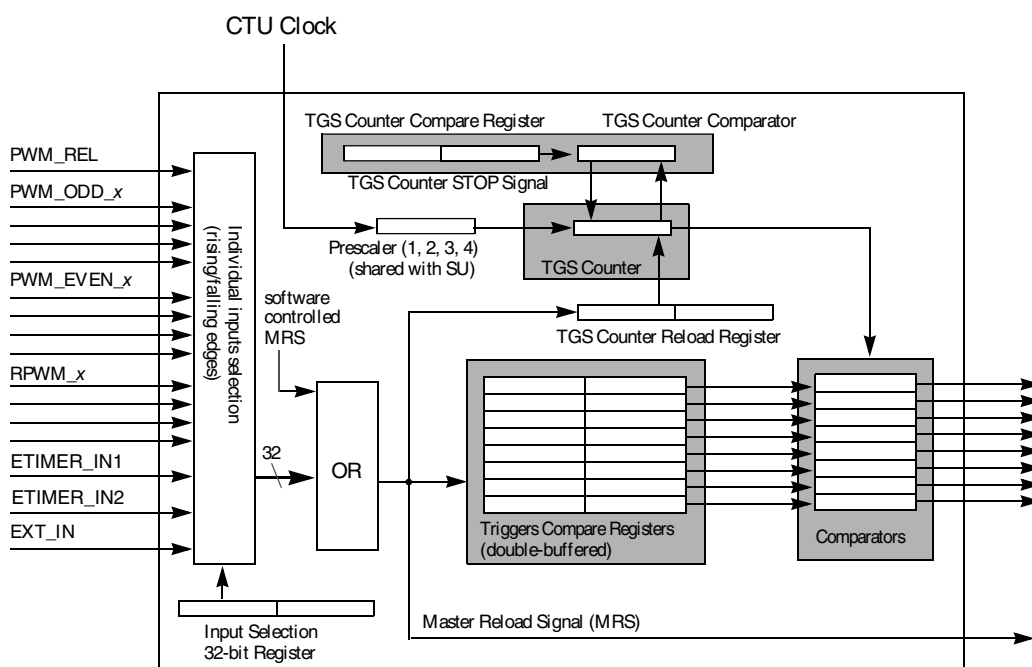 CTU Clock
TGS Counter Compare Register
TGS Counter Comparator
PWM_REL
PWM_ODD_x
TGS Counter STOP Signal
Prescaler (1, 2, 3, 4)
(shared with SU)
TGS Counter
PWM_EVEN_x
Individual inputs selection
(rising/falling edges)
software
controlled
MRS
TGS Counter Reload Register
RPWM_x
ETIMER_IN1
32
OR
ETIMER_IN2
EXT_IN
Triggers Compare Registers
(double-buffered)
Comparators
Input Selection
32-bit Register
Master Reload Signal (MRS)